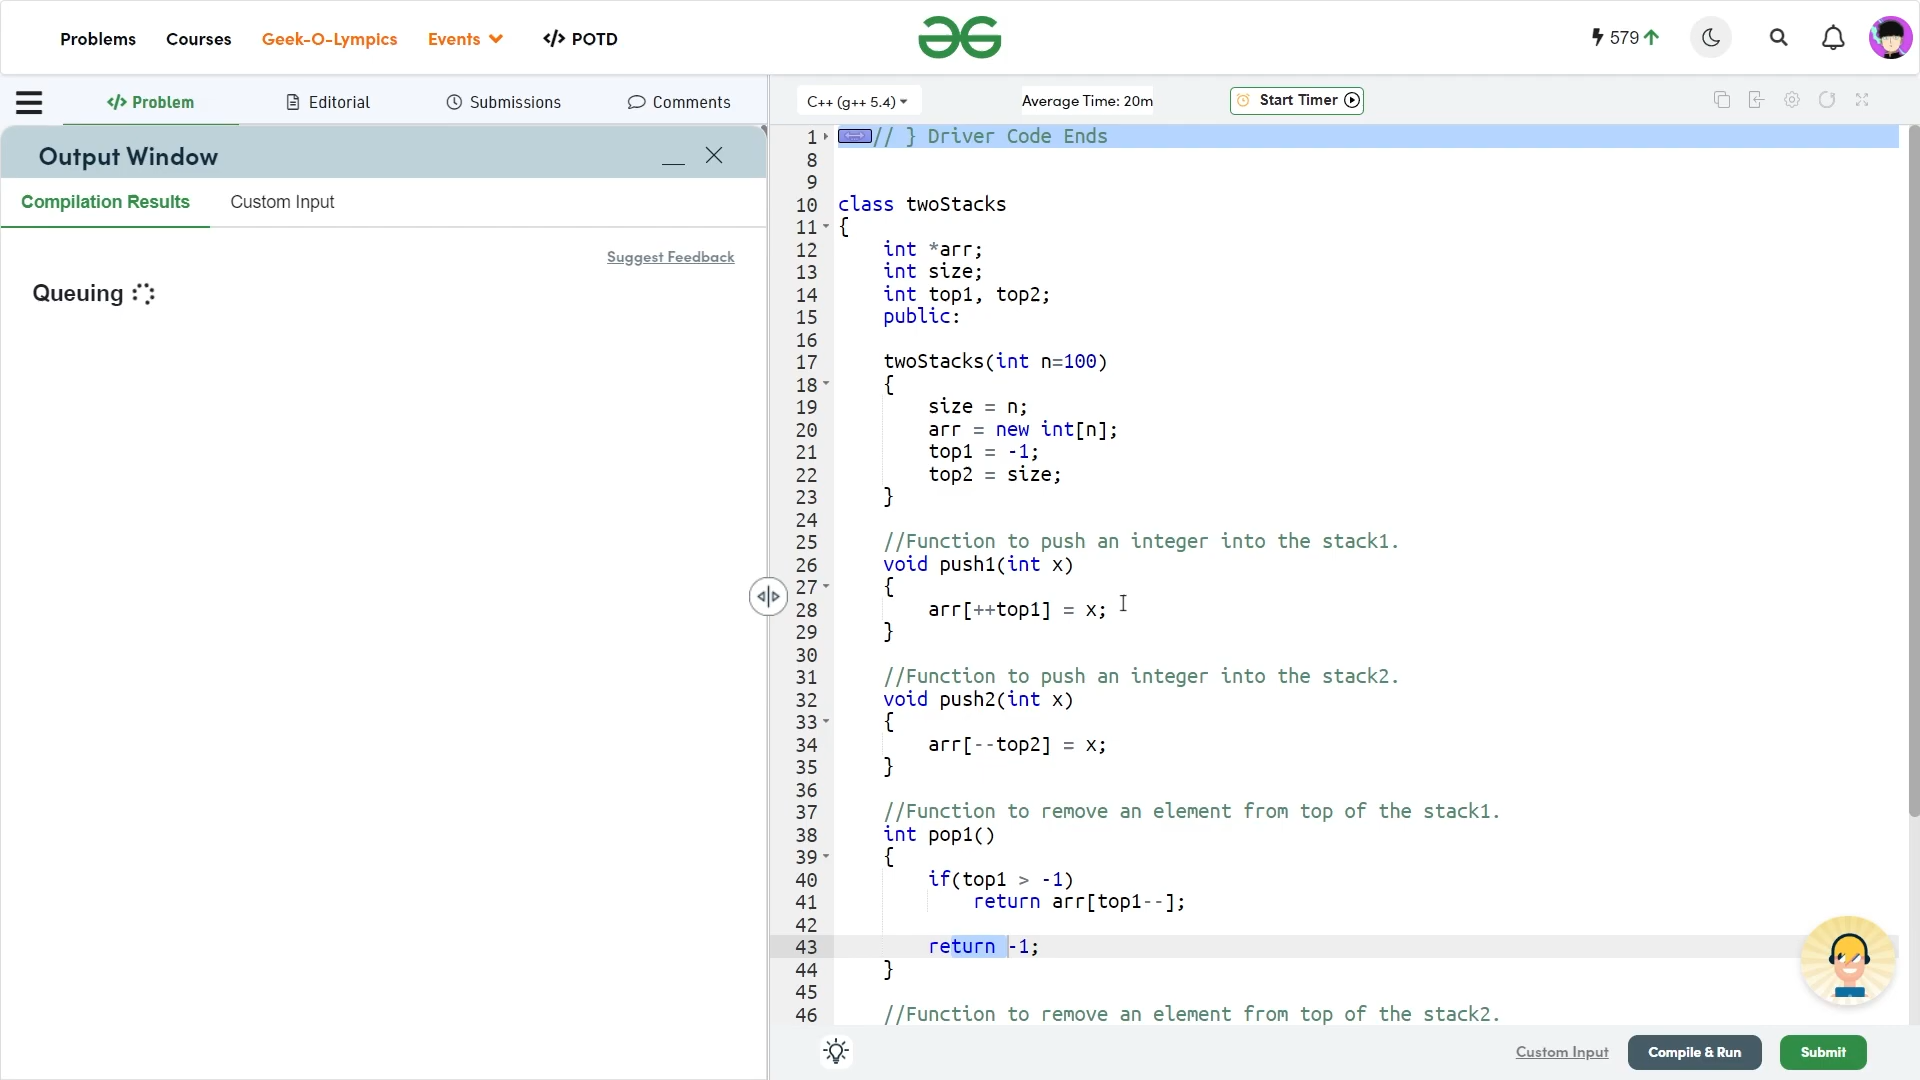 Problems Courses Geek-O-Lympics Events </> POTD
579
</> Problem Editorial Submissions Comments
C++ (g++ 5.4) Average Time: 20m Start Timer
Output Window
Compilation Results Custom Input
Suggest Feedback
Queuing
1 // } Driver Code Ends
8
9
10 class twoStacks
11 {
12 int *arr;
13 int size;
14 int top1, top2;
15 public:
16
17 twoStacks(int n=100)
18 {
19 size = n;
20 arr = new int[n];
21 top1 = -1;
22 top2 = size;
23 }
24
25 //Function to push an integer into the stack1.
26 void push1(int x)
27 {
28 arr[++top1] = x;
29 }
30
31 //Function to push an integer into the stack2.
32 void push2(int x)
33 {
34 arr[--top2] = x;
35 }
36
37 //Function to remove an element from top of the stack1.
38 int pop1()
39 {
40 if(top1 > -1)
41 return arr[top1--];
42
43 return -1;
44 }
45
46 //Function to remove an element from top of the stack2.
Custom Input Compile & Run Submit